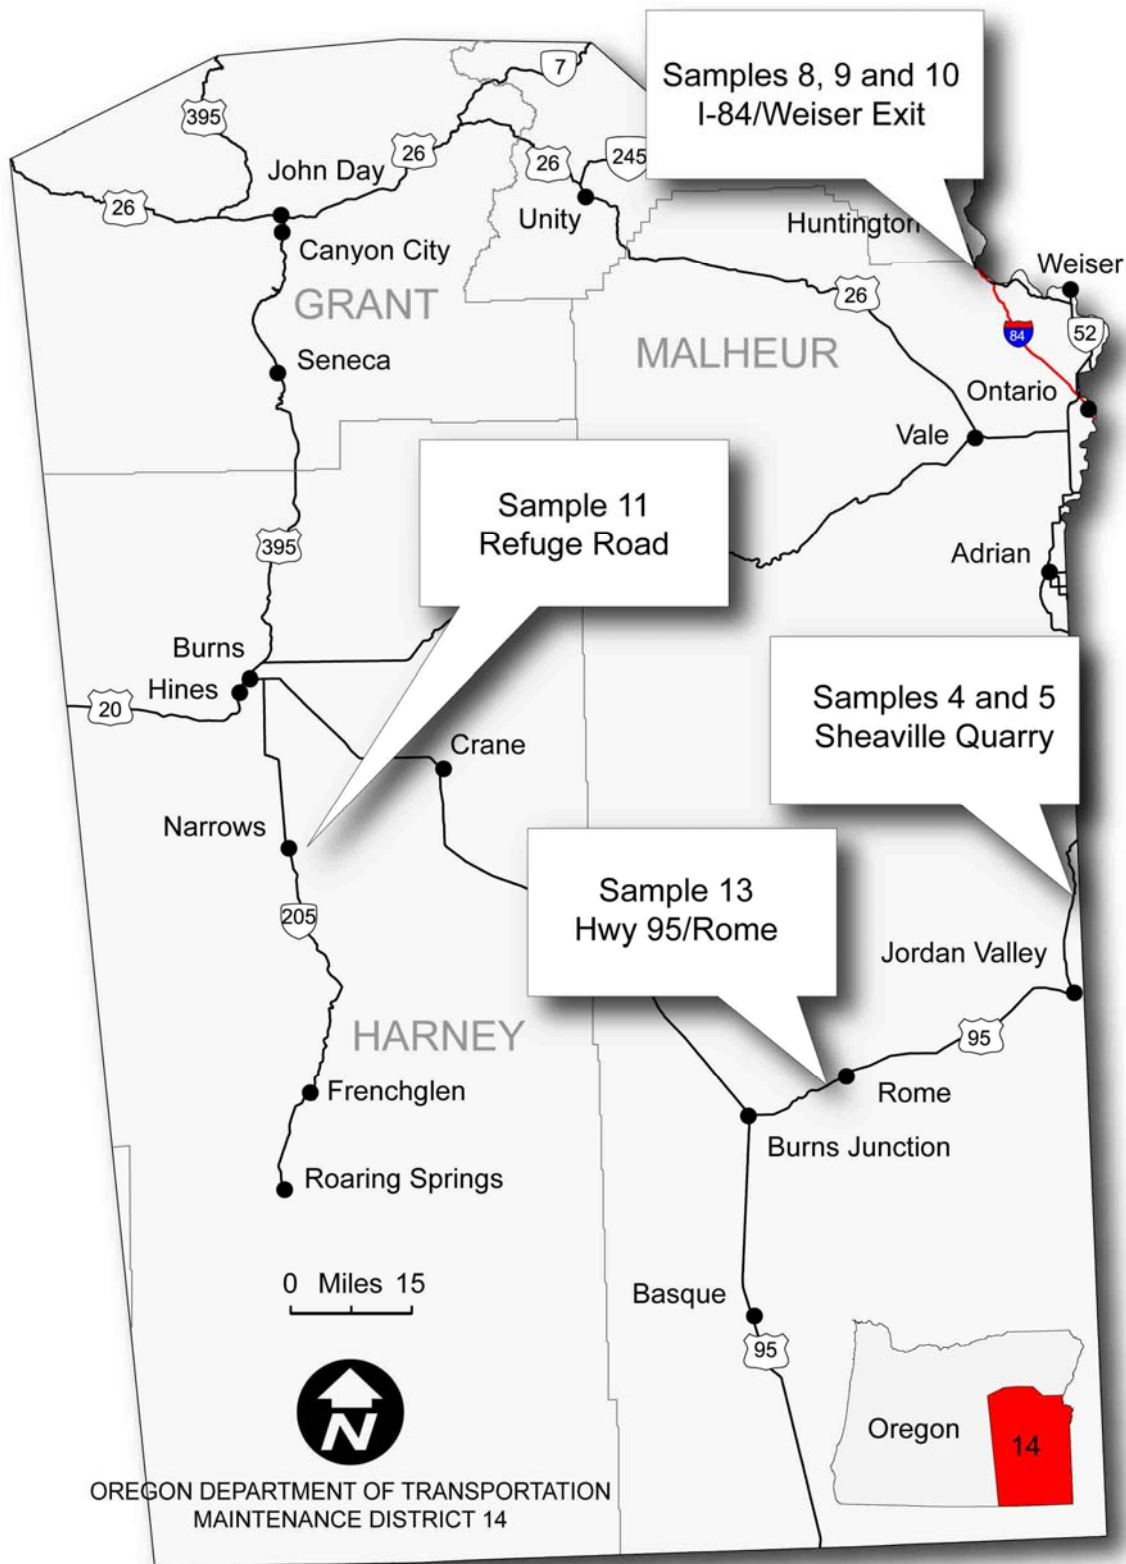 Samples 8, 9 and 10
I-84/Weiser Exit
7
395
John Day
26
26
245
26
Unity
Canyon City
Huntington
Weiser
GRANT
26
MALHEUR
84
52
Seneca
Ontario
Vale
Sample 11
Refuge Road
395
Adrian
Burns
Hines
20
Samples 4 and 5
Sheaville Quarry
Crane
Narrows
205
Sample 13
Hwy 95/Rome
Jordan Valley
HARNEY
95
Frenchglen
Rome
Burns Junction
Roaring Springs
0 Miles 15
Basque
95
N
Oregon
14
OREGON DEPARTMENT OF TRANSPORTATION
MAINTENANCE DISTRICT 14